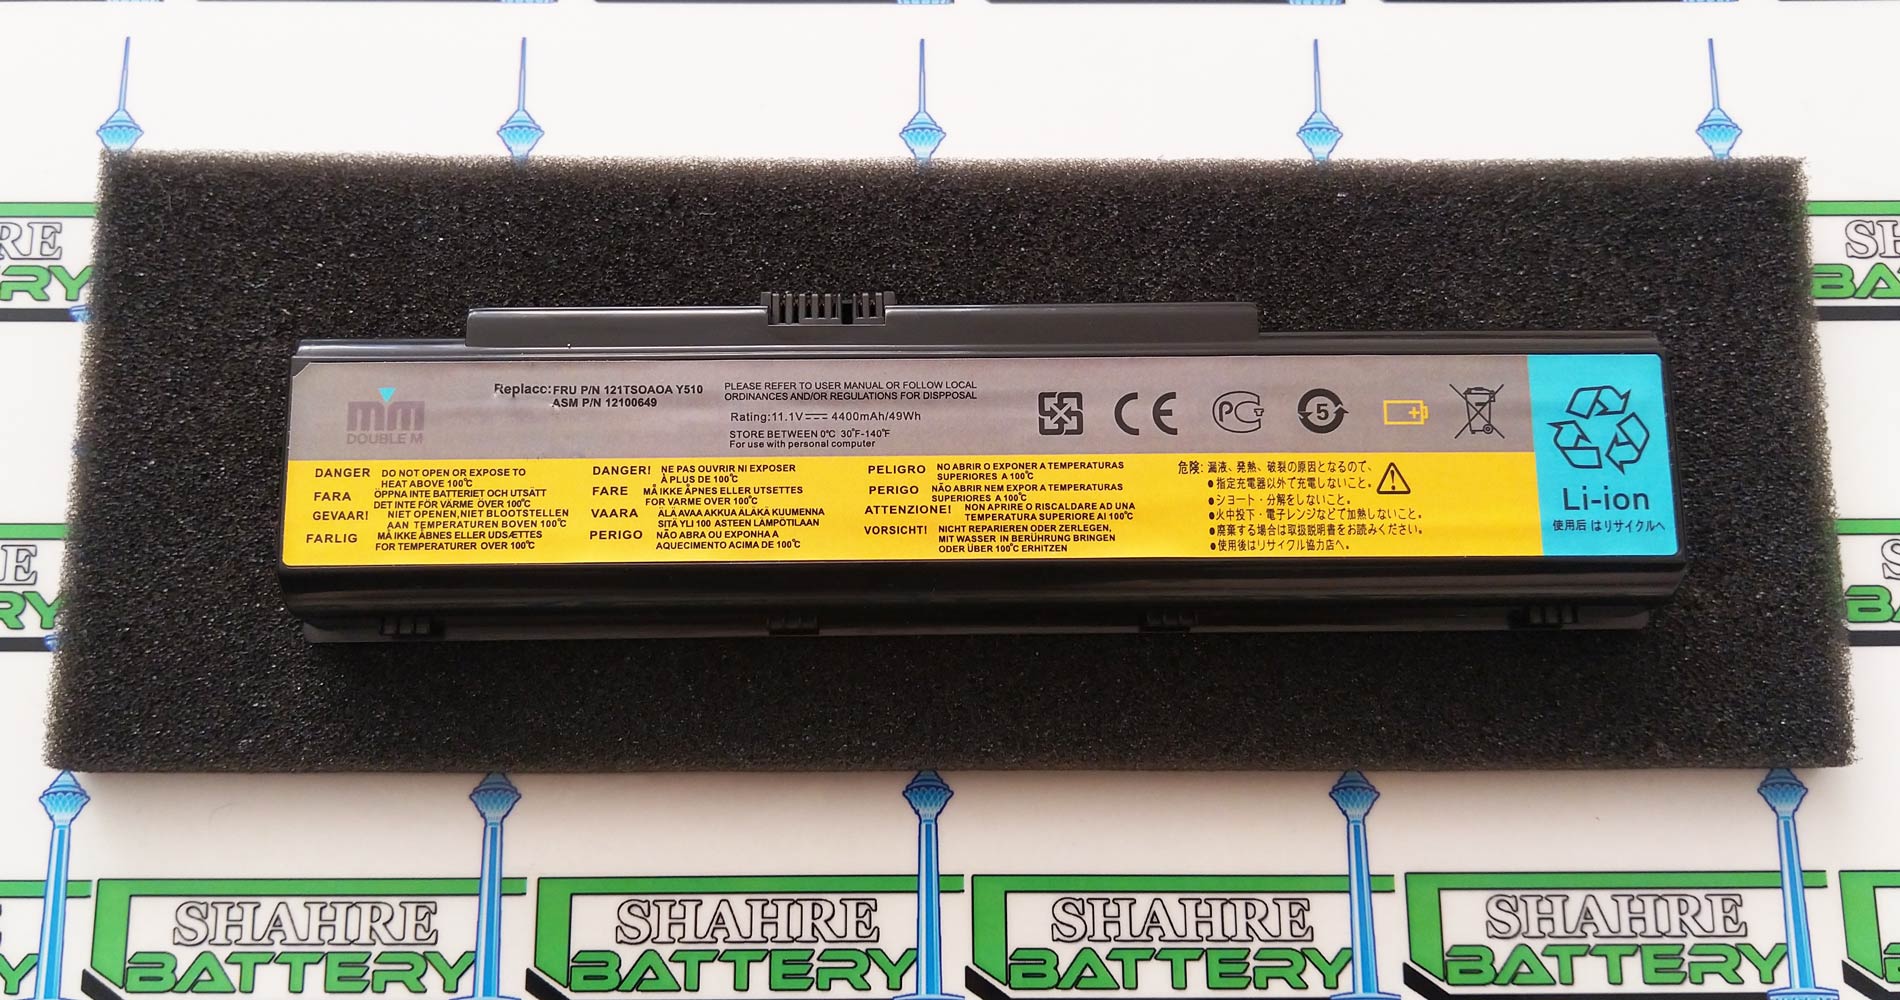 RE
TERY
SH
BA
E
RY
B
MM
DOUBLE M
Replacc:FRU P/N 121TSOAOA Y510
ASM P/N 12100649
PLEASE REFER TO USER MANUAL OR FOLLOW LOCAL
ORDINANCES AND/OR REGULATIONS FOR DISPPOSAL
Rating:11.1V 4400mAh/49Wh
STORE BETWEEN 0℃ 30°F-140°F
For use with personal computer
CE
PC
5
DANGER DO NOT OPEN OR EXPOSE TO
HEAT ABOVE 100℃
FARA ÖPPNA INTE BATTERIET OCH UTSÄTT
DET INTE FÖR VÄRME ÖVER 100℃
GEVAAR! NIET OPENEN,NIET BLOOTSTELLEN
AAN TEMPERATUREN BOVEN 100℃
FARLIG MÅ IKKE ÅBNES ELLER UDSÆTTES
FOR TEMPERATURER OVER 100℃
DANGER! NE PAS OUVRIR NI EXPOSER
À PLUS DE 100℃
FARE MÅ IKKE ÅPNES ELLER UTSETTES
FOR VARME OVER 100℃
VAARA ÄLÄ AVAA AKKUA ÄLÄKÄ KUUMENNA
SITÄ YLI 100 ASTEEN LÄMPÖTILAAN
PERIGO NÃO ABRA OU EXPONHA A
AQUECIMENTO ACIMA DE 100℃
PELIGRO NO ABRIR O EXPONER A TEMPERATURAS
SUPERIORES A 100℃
PERIGO NÃO ABRIR NEM EXPOR A TEMPERATURAS
SUPERIORES A 100℃
ATTENZIONE! NON APRIRE O RISCALDARE AD UNA
TEMPERATURA SUPERIORE AI 100℃
VORSICHT! NICHT REPARIEREN ODER ZERLEGEN,
MIT WASSER IN BERÜHRUNG BRINGEN
ODER ÜBER 100℃ ERHITZEN
危険: 漏液、発熱、破裂の原因となるので、
●指定充電器以外で充電しないこと。
●ショート・分解をしないこと。
●火中投下・電子レンジなどで加熱しないこと。
●廃棄する場合は取扱説明書をお読みください。
●使用後はリサイクル協力店へ。
Li-ion
使用后 はリサイクルへ
SHAHRE
BATTERY
SHAHRE
BATTERY
SHAHRE
BATTERY
SHAHRE
BATTERY